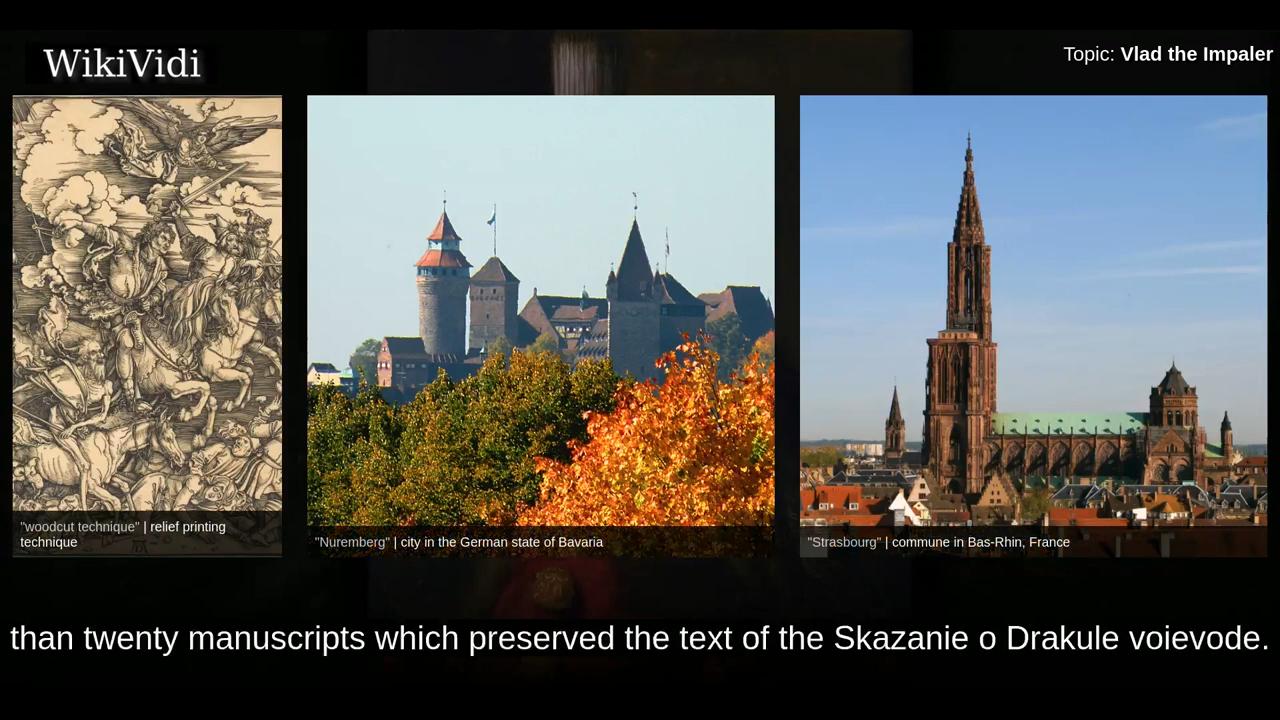 WikiVidi
Topic: Vlad the Impaler
"woodcut technique" | relief printing
technique
"Nuremberg" | city in the German state of Bavaria
"Strasbourg" | commune in Bas-Rhin, France
than twenty manuscripts which preserved the text of the Skazanie o Drakule voievode.